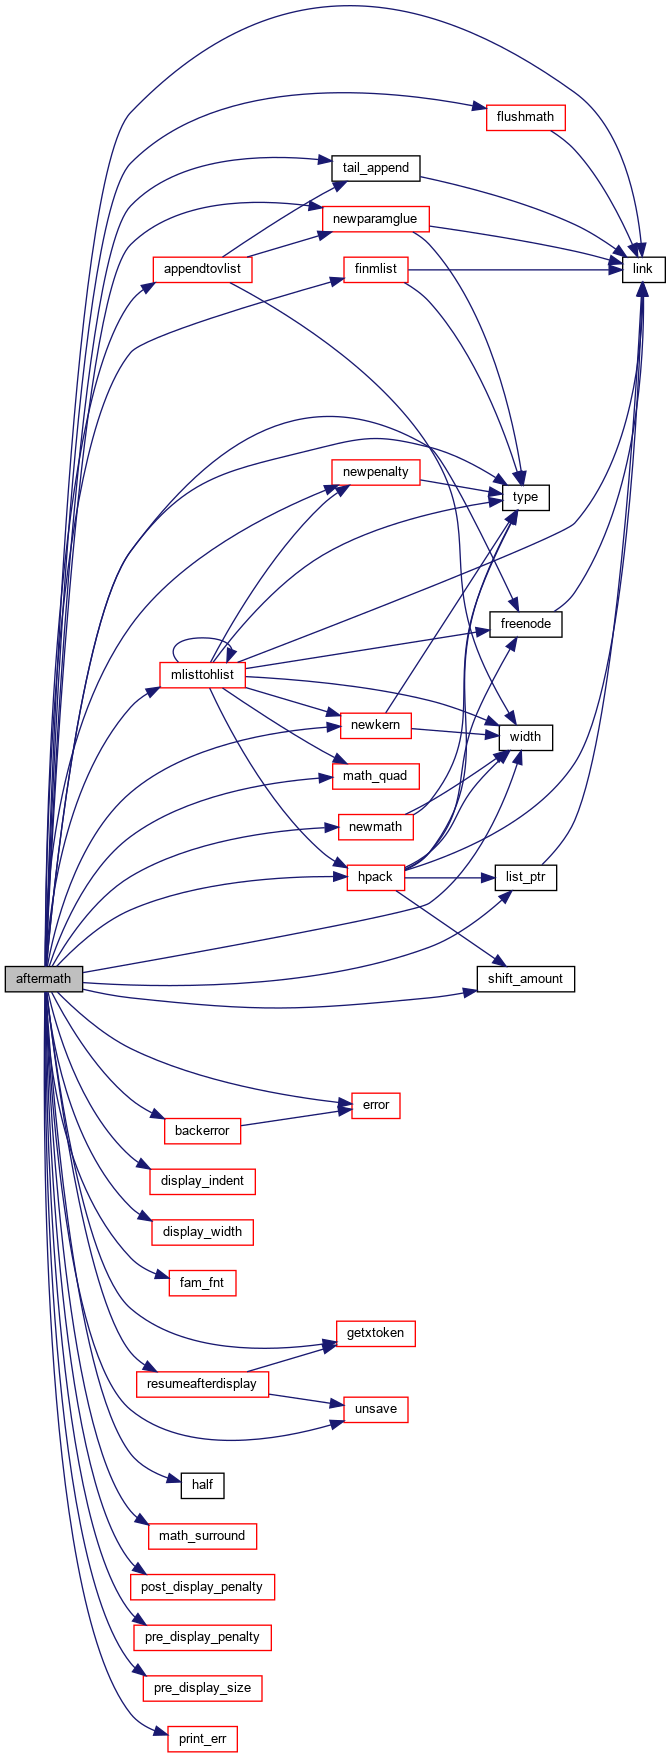 flushmath
tail_append
newparamglue
appendtovlist
finmlist
link
newpenalty
type
freenode
mlisttohlist
newkern
width
math_quad
newmath
hpack
list_ptr
aftermath
shift_amount
error
backerror
display_indent
display_width
fam_fnt
getxtoken
resumeafterdisplay
unsave
half
math_surround
post_display_penalty
pre_display_penalty
pre_display_size
print_err